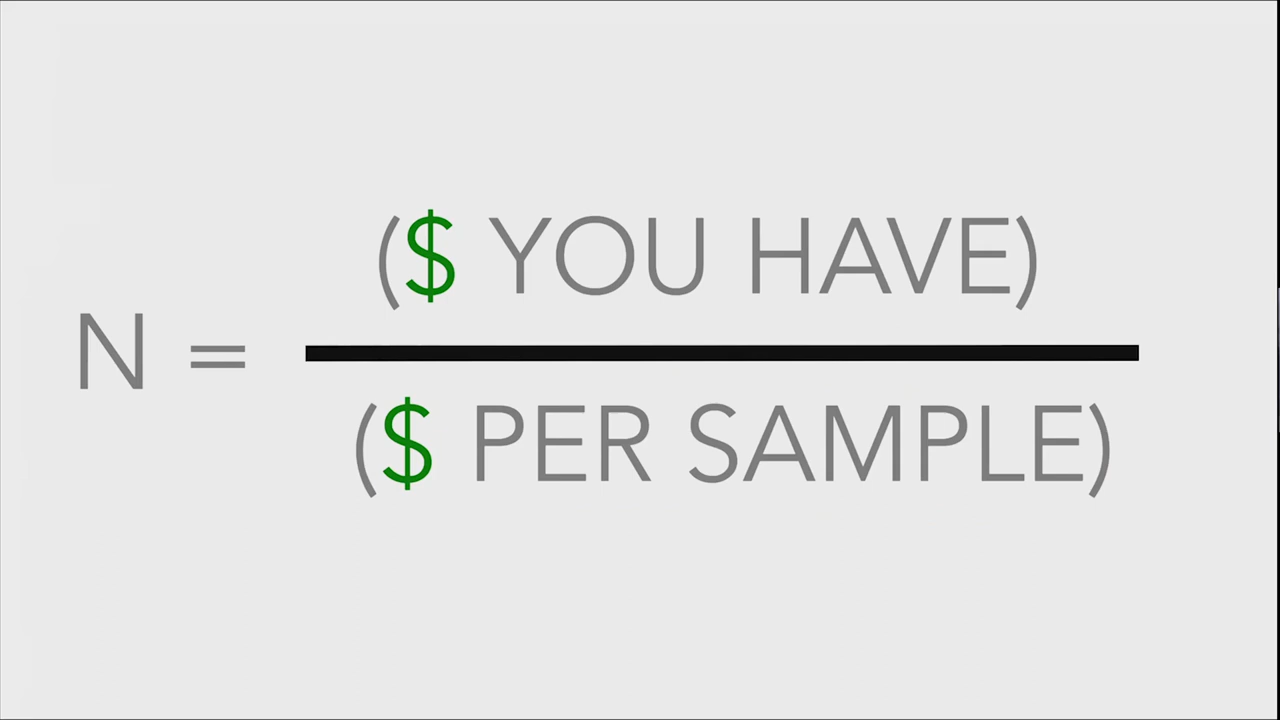 ($ YOU HAVE)
N =
($ PER SAMPLE)